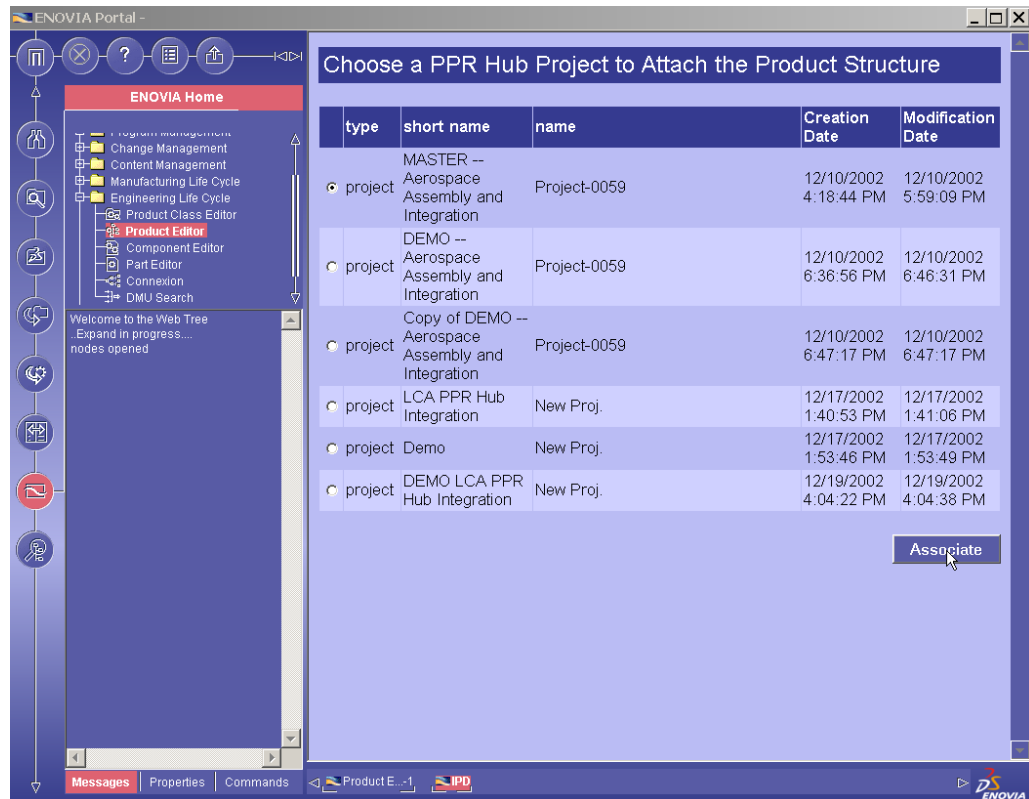 ENOVIA Portal -
ENOVIA Home
Program Management
Change Management
Content Management
Manufacturing Life Cycle
Engineering Life Cycle
Product Class Editor
Product Editor
Component Editor
Part Editor
Connexion
DMU Search
Welcome to the Web Tree
..Expand in progress....
nodes opened
Messages Properties Commands
Choose a PPR Hub Project to Attach the Product Structure
type short name name Creation Date Modification Date
project MASTER -- Aerospace Assembly and Integration Project-0059 12/10/2002 4:18:44 PM 12/10/2002 5:59:09 PM
project DEMO -- Aerospace Assembly and Integration Project-0059 12/10/2002 6:36:56 PM 12/10/2002 6:46:31 PM
project Copy of DEMO -- Aerospace Assembly and Integration Project-0059 12/10/2002 6:47:17 PM 12/10/2002 6:47:17 PM
project LCA PPR Hub Integration New Proj. 12/17/2002 1:40:53 PM 12/17/2002 1:41:06 PM
project Demo New Proj. 12/17/2002 1:53:46 PM 12/17/2002 1:53:49 PM
project DEMO LCA PPR Hub Integration New Proj. 12/19/2002 4:04:22 PM 12/19/2002 4:04:38 PM
Associate
Product E...-1 IPD
ENOVIA